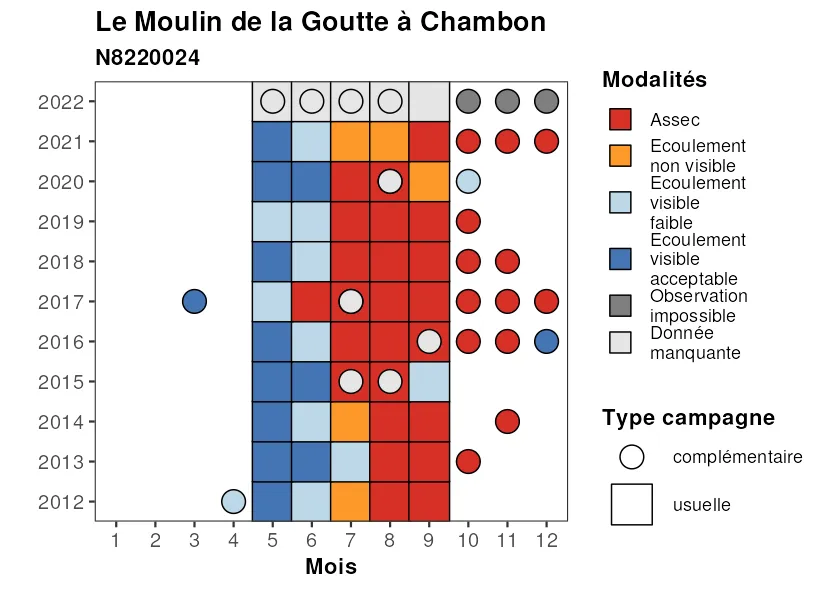 Le Moulin de la Goutte à Chambon
N8220024
2022
2021
2020
2019
2018
2017
2016
2015
2014
2013
2012
1 2 3 4 5 6 7 8 9 10 11 12
Mois
Modalités
Assec
Ecoulement
non visible
Ecoulement
visible
faible
Ecoulement
visible
acceptable
Observation
impossible
Donnée
manquante
Type campagne
complémentaire
usuelle